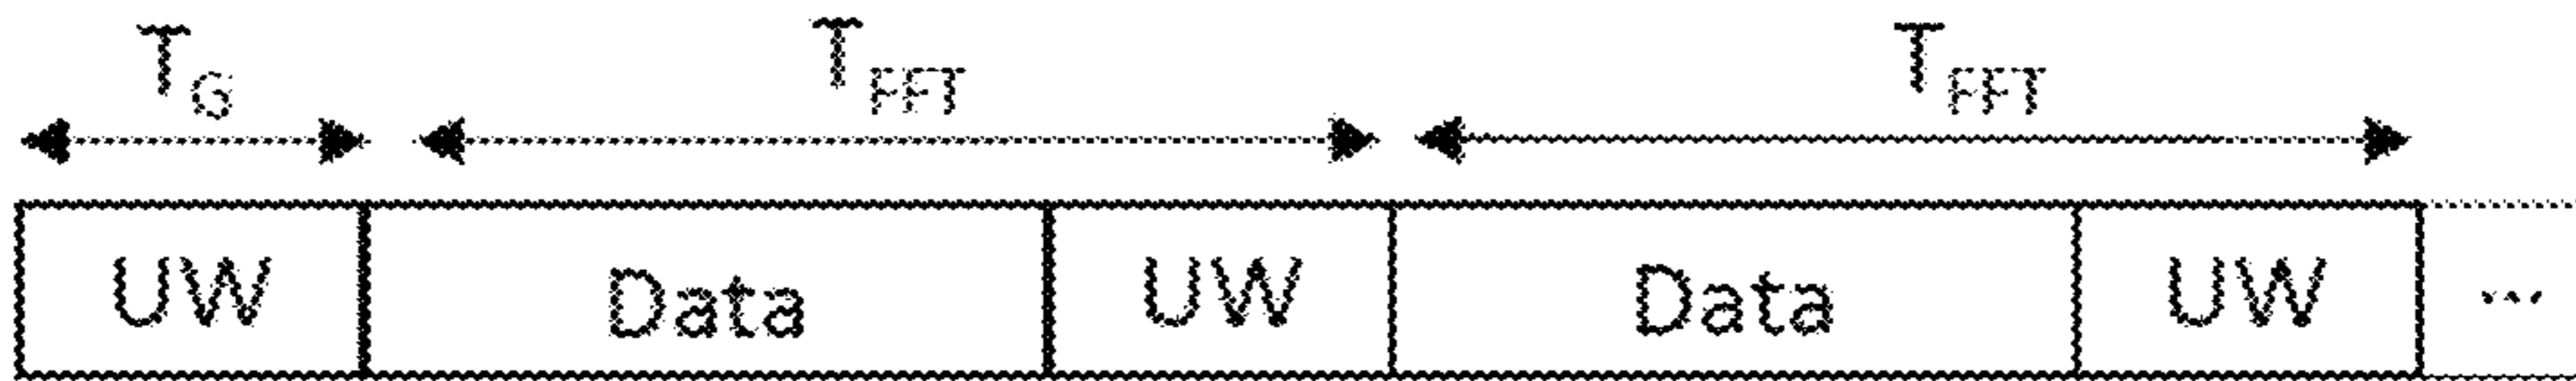 T_G T_FFT T_FFT
UW Data UW Data UW ...